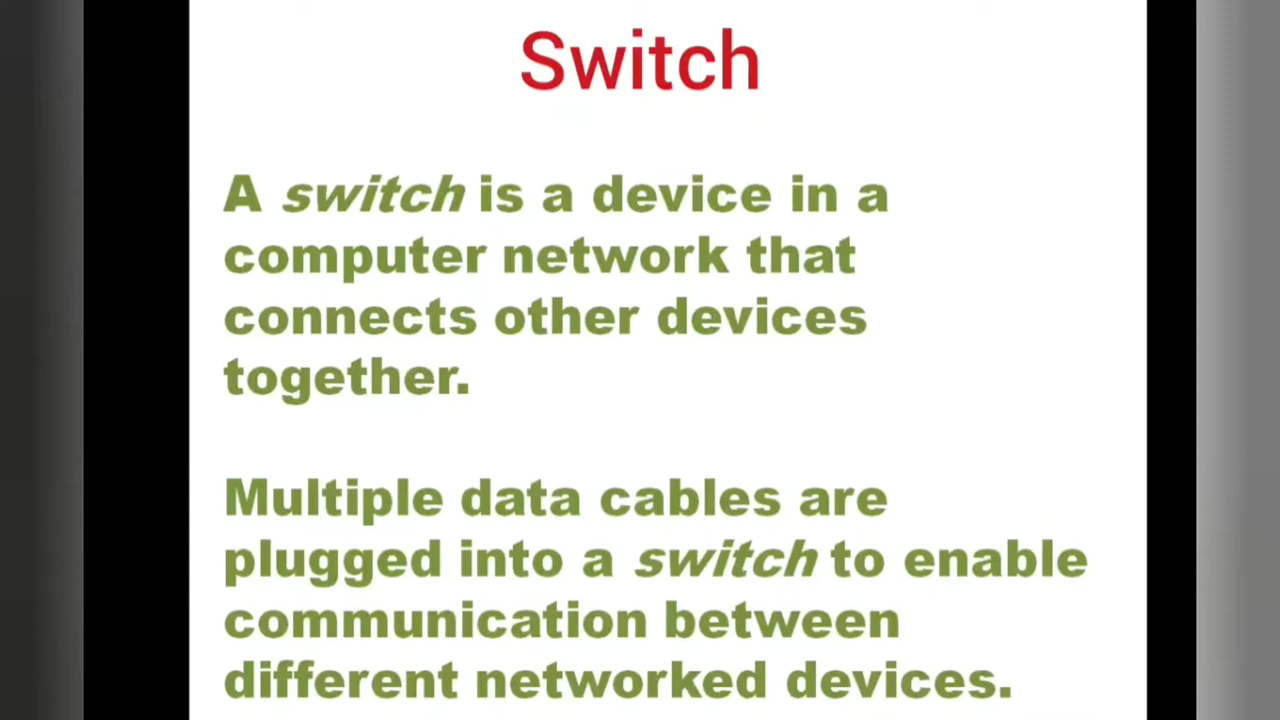 Switch
A switch is a device in a
computer network that
connects other devices
together.
Multiple data cables are
plugged into a switch to enable
communication between
different networked devices.